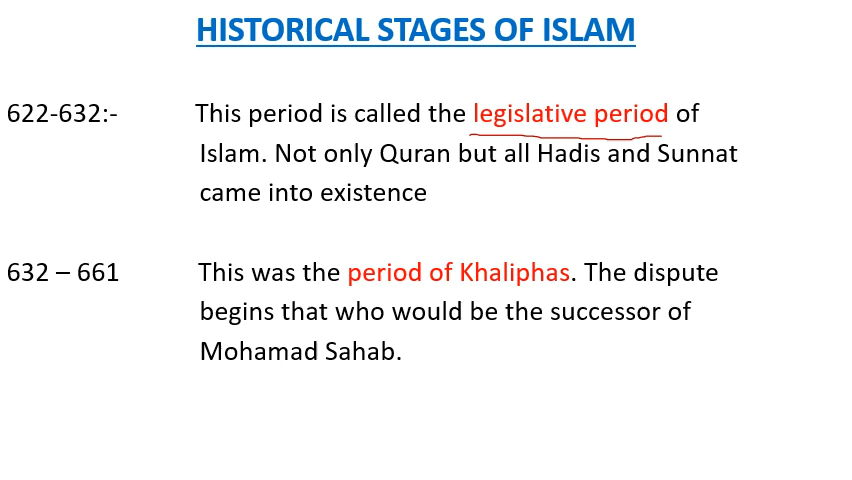 HISTORICAL STAGES OF ISLAM
622-632:- This period is called the legislative period of
Islam. Not only Quran but all Hadis and Sunnat
came into existence
632 – 661 This was the period of Khaliphas. The dispute
begins that who would be the successor of
Mohamad Sahab.